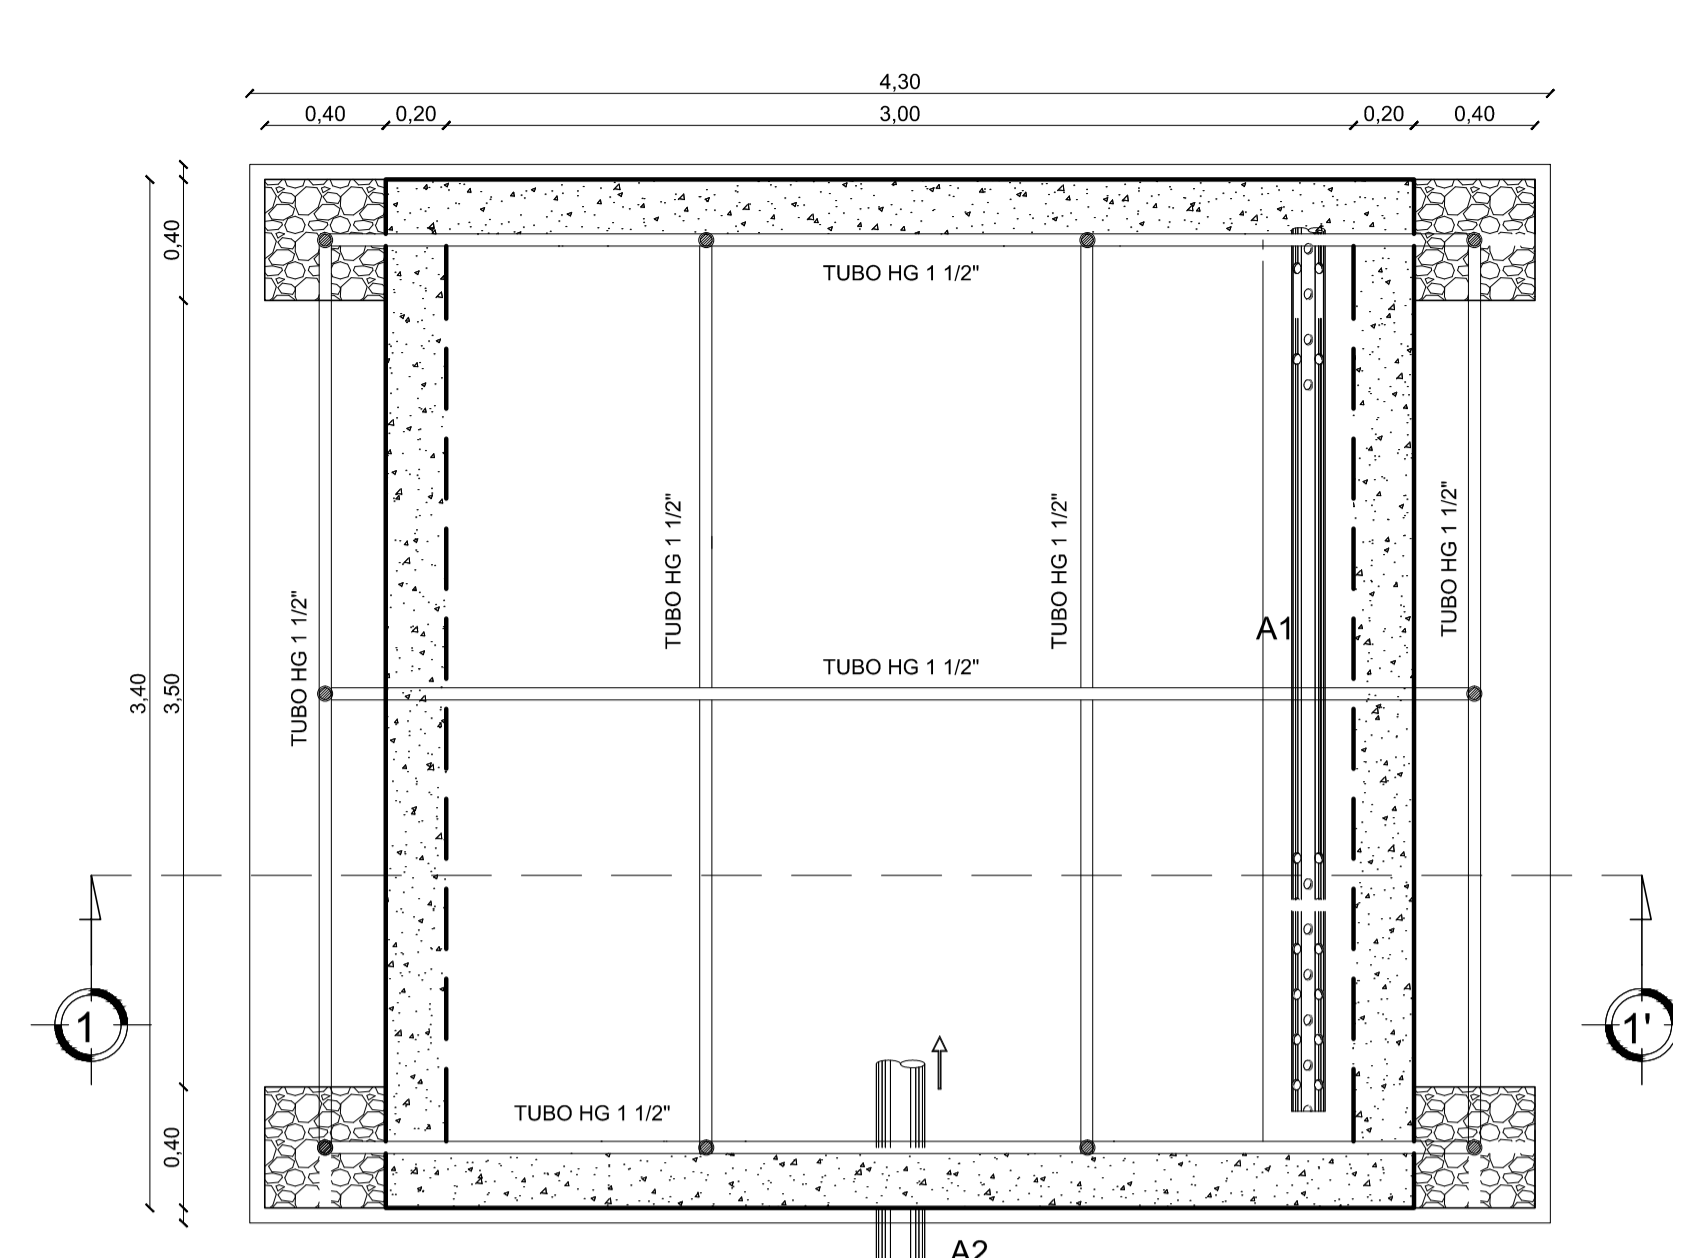 4,30
0,40
0,20
3,00
0,20
0,40
0,40
TUBO HG 1 1/2"
TUBO HG 1 1/2"
TUBO HG 1 1/2"
TUBO HG 1 1/2"
TUBO HG 1 1/2"
A1
TUBO HG 1 1/2"
3,40
3,50
1
1'
TUBO HG 1 1/2"
0,40
A2